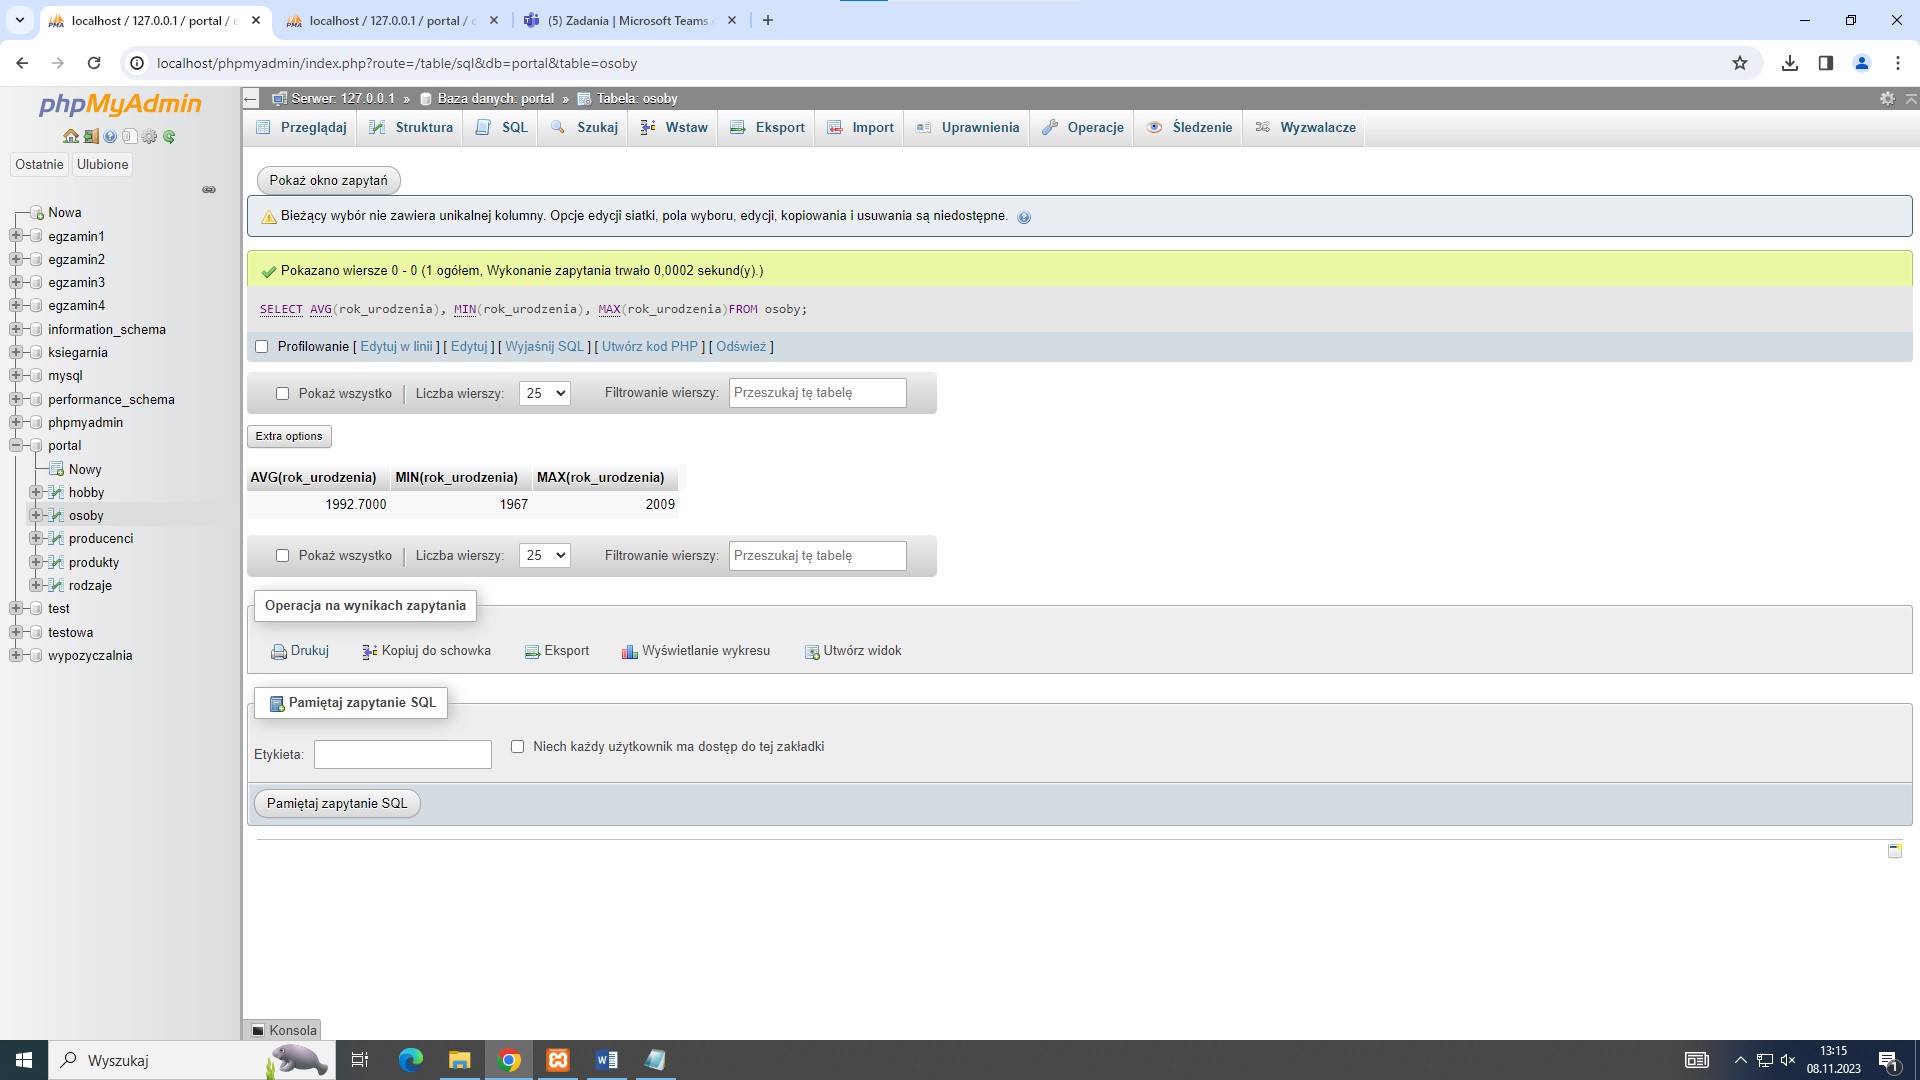 localhost / 127.0.0.1 / portal / o
localhost / 127.0.0.1 / portal / o
(5) Zadania | Microsoft Teams
localhost/phpmyadmin/index.php?route=/table/sql&db=portal&table=osoby
phpMyAdmin
Ostatnie
Ulubione
Nowa
egzamin1
egzamin2
egzamin3
egzamin4
information_schema
ksiegarnia
mysql
performance_schema
phpmyadmin
portal
Nowy
hobby
osoby
producenci
produkty
rodzaje
test
testowa
wypozyczalnia
Serwer: 127.0.0.1 » Baza danych: portal » Tabela: osoby
Przeglądaj
Struktura
SQL
Szukaj
Wstaw
Eksport
Import
Uprawnienia
Operacje
Śledzenie
Wyzwalacze
Pokaż okno zapytań
Bieżący wybór nie zawiera unikalnej kolumny. Opcje edycji siatki, pola wyboru, edycji, kopiowania i usuwania są niedostępne.
Pokazano wiersze 0 - 0 (1 ogółem, Wykonanie zapytania trwało 0,0002 sekund(y).)
SELECT AVG(rok_urodzenia), MIN(rok_urodzenia), MAX(rok_urodzenia)FROM osoby;
Profilowanie [ Edytuj w linii ] [ Edytuj ] [ Wyjaśnij SQL ] [ Utwórz kod PHP ] [ Odśwież ]
Pokaż wszystko
Liczba wierszy:
25
Filtrowanie wierszy:
Przeszukaj tę tabelę
Extra options
AVG(rok_urodzenia) MIN(rok_urodzenia) MAX(rok_urodzenia)
1992.7000 1967 2009
Pokaż wszystko
Liczba wierszy:
25
Filtrowanie wierszy:
Przeszukaj tę tabelę
Operacja na wynikach zapytania
Drukuj
Kopiuj do schowka
Eksport
Wyświetlanie wykresu
Utwórz widok
Pamiętaj zapytanie SQL
Etykieta:
Niech każdy użytkownik ma dostęp do tej zakładki
Pamiętaj zapytanie SQL
Konsola
Wyszukaj
13:15
08.11.2023
1